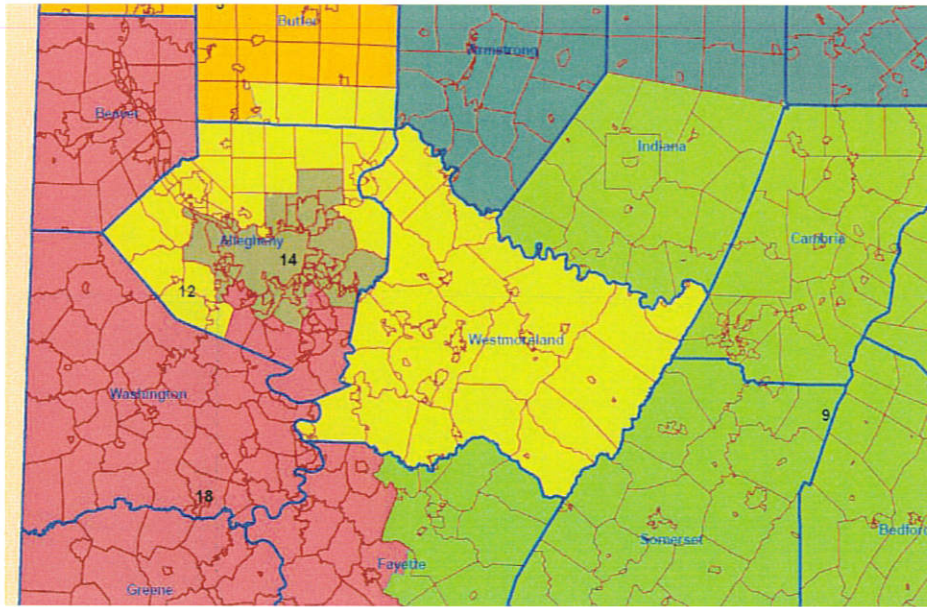 Butler
Armstrong
Beaver
Indiana
Allegheny
14
Cambria
12
Westmoreland
Washington
9
18
Somerset
Bedford
Fayette
Greene